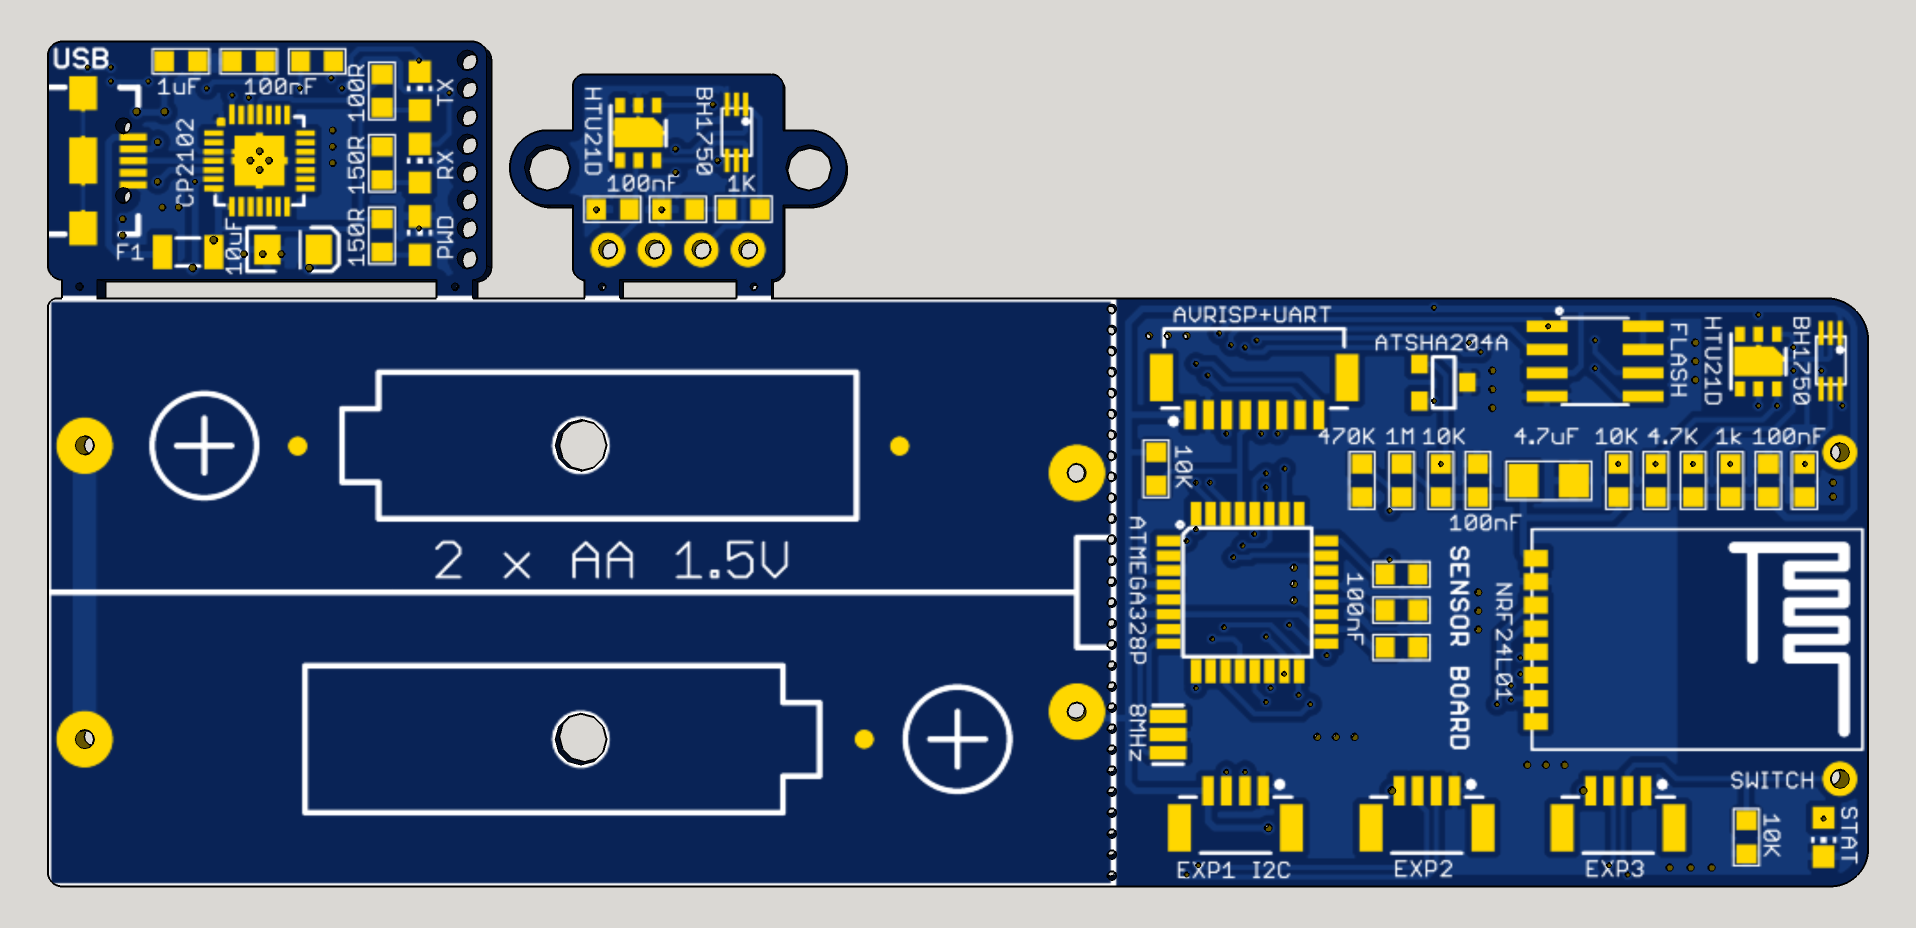 USB
1uF
100nF
100R
TX
CP2102
150R
RX
F1
10uF
150R
PWD
HTU21D
BH1750
100nF
1K
2 x AA 1.5V
AVRISP+UART
ATSHA204A
FLASH
HTU21D
BH1750
470K
1M
10K
4.7uF
10K
4.7K
1k
100nF
10K
100nF
ATMEGA328P
100nF
SENSOR BOARD
NRF24L01
8MHz
SWITCH
EXP1 I2C
EXP2
EXP3
10K
STAT